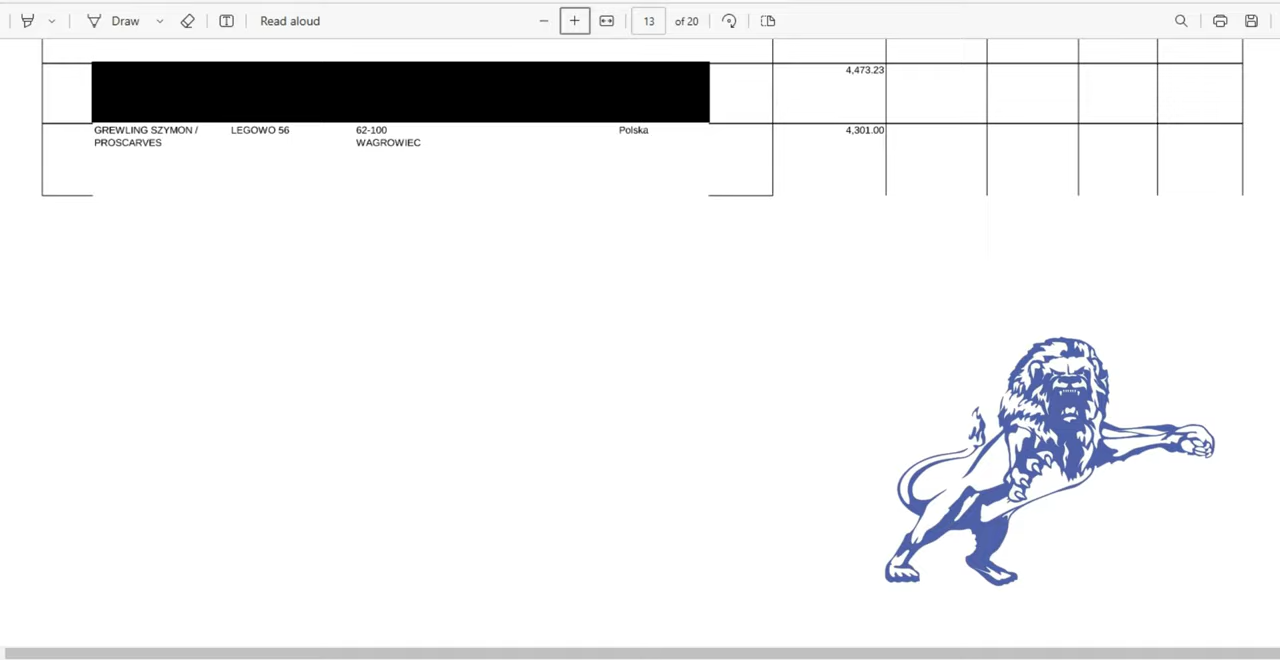 Draw Read aloud 13 of 20
4,473.23
GREWLING SZYMON / LEGOWO 56 62-100 Polska 4,301.00
PROSCARVES WAGROWIEC